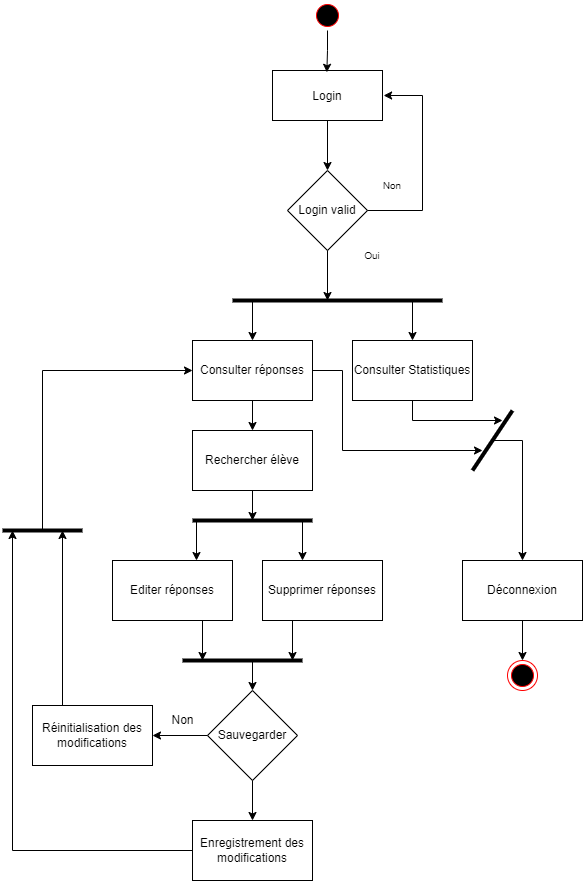 Login
Non
Login valid
Oui
Consulter réponses
Consulter Statistiques
Rechercher élève
Editer réponses
Supprimer réponses
Déconnexion
Non
Réinitialisation des
modifications
Sauvegarder
Enregistrement des
modifications